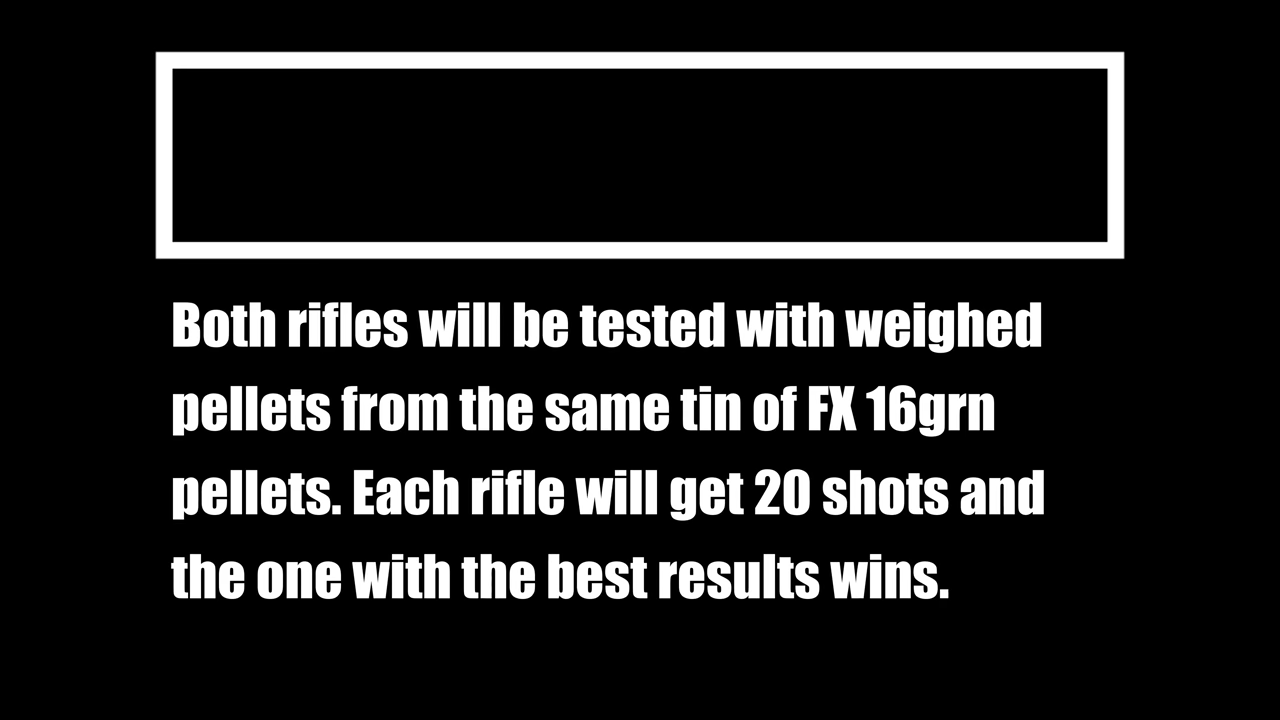 Both rifles will be tested with weighed
pellets from the same tin of FX 16grn
pellets. Each rifle will get 20 shots and
the one with the best results wins.